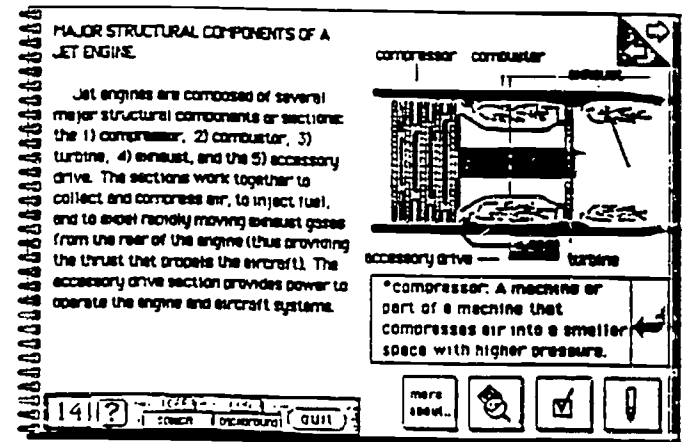 MAJOR STRUCTURAL COMPONENTS OF A
JET ENGINE.
Jet engines are composed of several
major structural components or sections:
the 1) compressor, 2) combustor, 3)
turbine, 4) exhaust, and the 5) accessory
drive. The sections work together to
collect and compress air, to inject fuel,
and to expel rapidly moving exhaust gases
from the rear of the engine (thus providing
the thrust that propels the aircraft). The
accessory drive section provides power to
operate the engine and aircraft systems.
compressor combustor
exhaust
accessory drive
turbine
*compressor: A machine or
part of a machine that
compresses air into a smaller
space with higher pressure.
more
about..
141 ?
search
background
quit